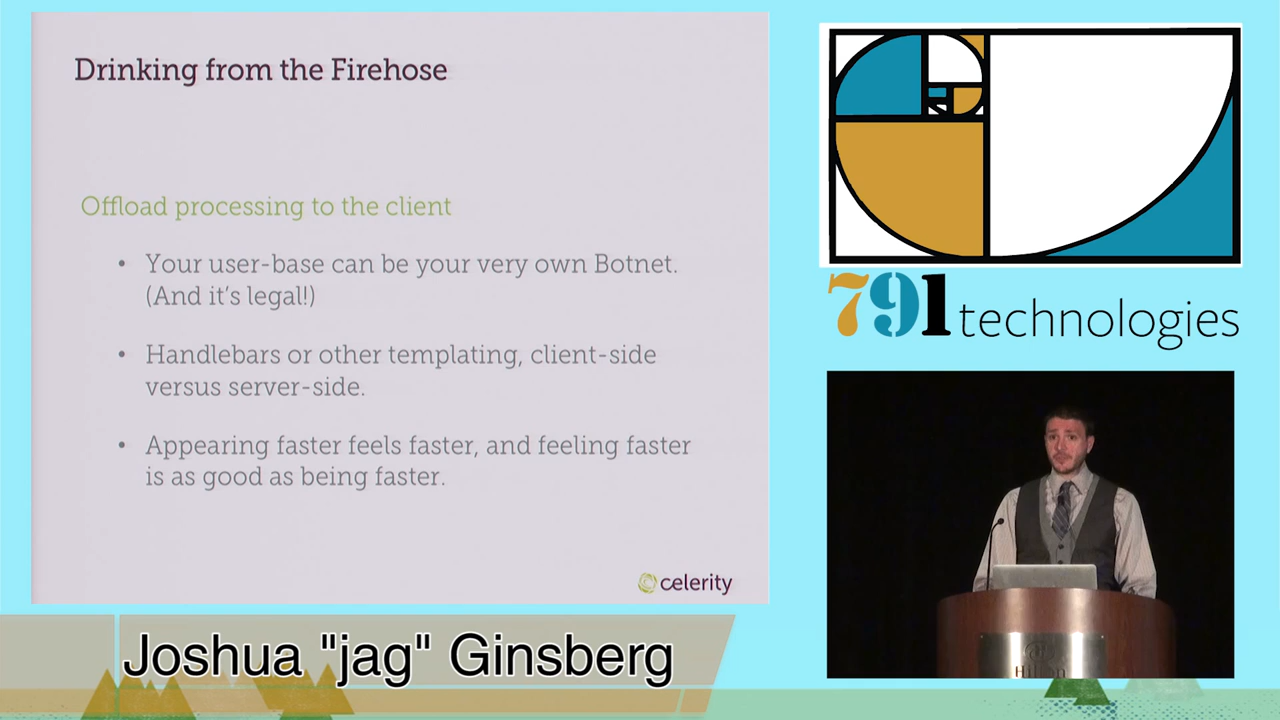 Drinking from the Firehose
Offload processing to the client
• Your user-base can be your very own Botnet.
(And it's legal!)
• Handlebars or other templating, client-side
versus server-side.
• Appearing faster feels faster, and feeling faster
is as good as being faster.
celerity
791 technologies
Hilton
Joshua "jag" Ginsberg